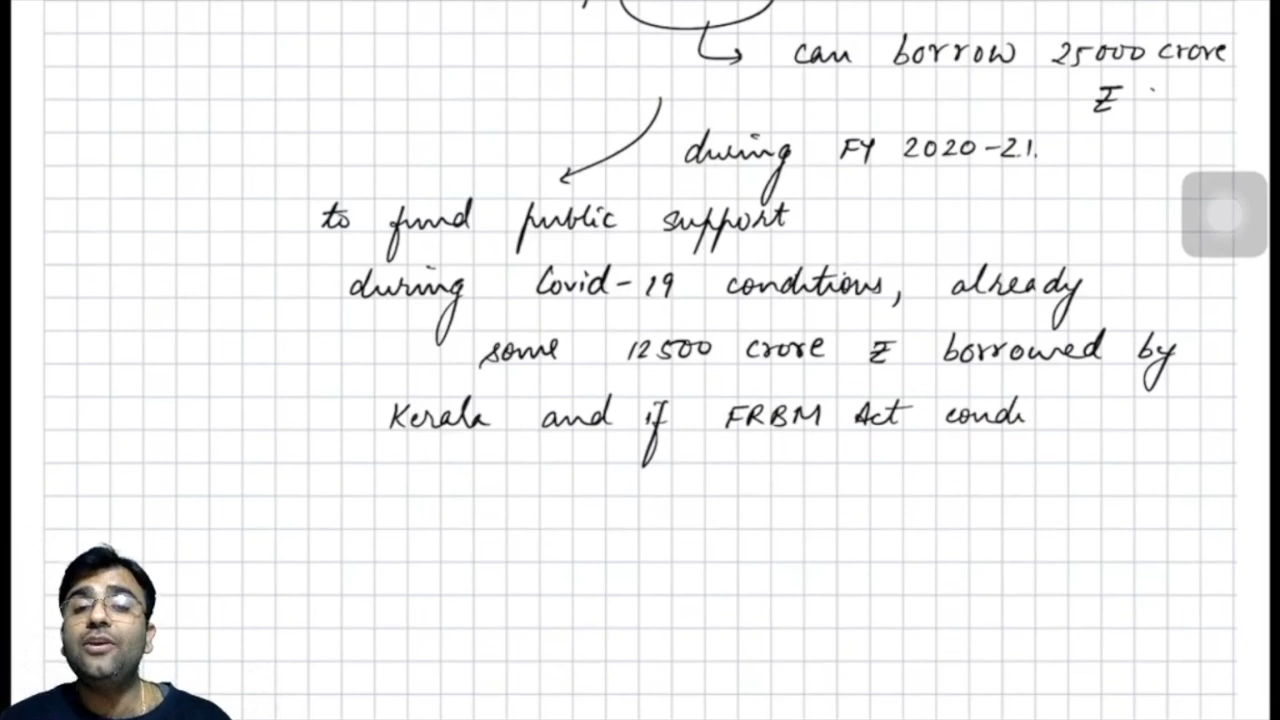 can borrow 25000 crore
₹
during FY 2020-21.
to fund public support
during Covid-19 conditions, already
some 12500 crore ₹ borrowed by
Kerala and if FRBM Act condi